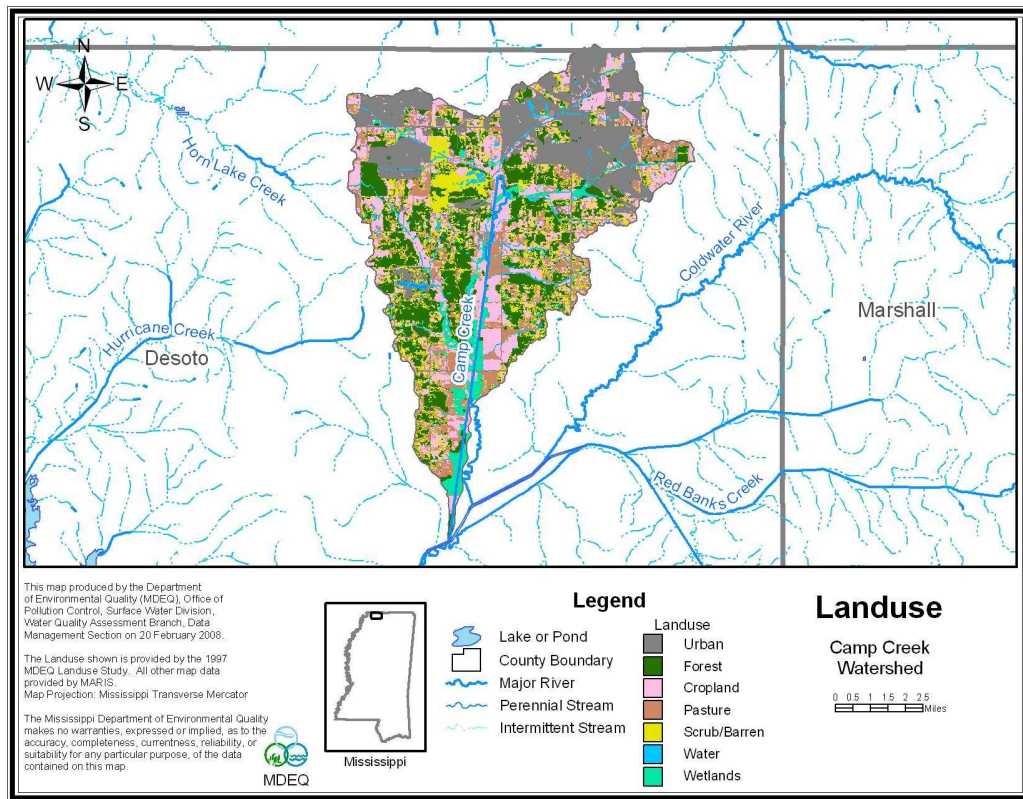 N
W E
S
Horn Lake Creek
Coldwater River
Marshall
Hurricane Creek
Desoto
Camp Creek
Red Banks Creek
This map produced by the Department
of Environmental Quality (MDEQ), Office of
Pollution Control, Surface Water Division,
Water Quality Assessment Branch, Data
Management Section on 20 February 2008.
The Landuse shown is provided by the 1997
MDEQ Landuse Study. All other map data
provided by MARIS.
Map Projection: Mississippi Transverse Mercator
The Mississippi Department of Environmental Quality
makes no warranties, expressed or implied, as to the
accuracy, completeness, currentness, reliability, or
suitability for any particular purpose, of the data
contained on this map.
MDEQ
Mississippi
Legend
Lake or Pond
County Boundary
Major River
Perennial Stream
Intermittent Stream
Landuse
Urban
Forest
Cropland
Pasture
Scrub/Barren
Water
Wetlands
Landuse
Camp Creek
Watershed
0 0.5 1 1.5 2 2.5
Miles